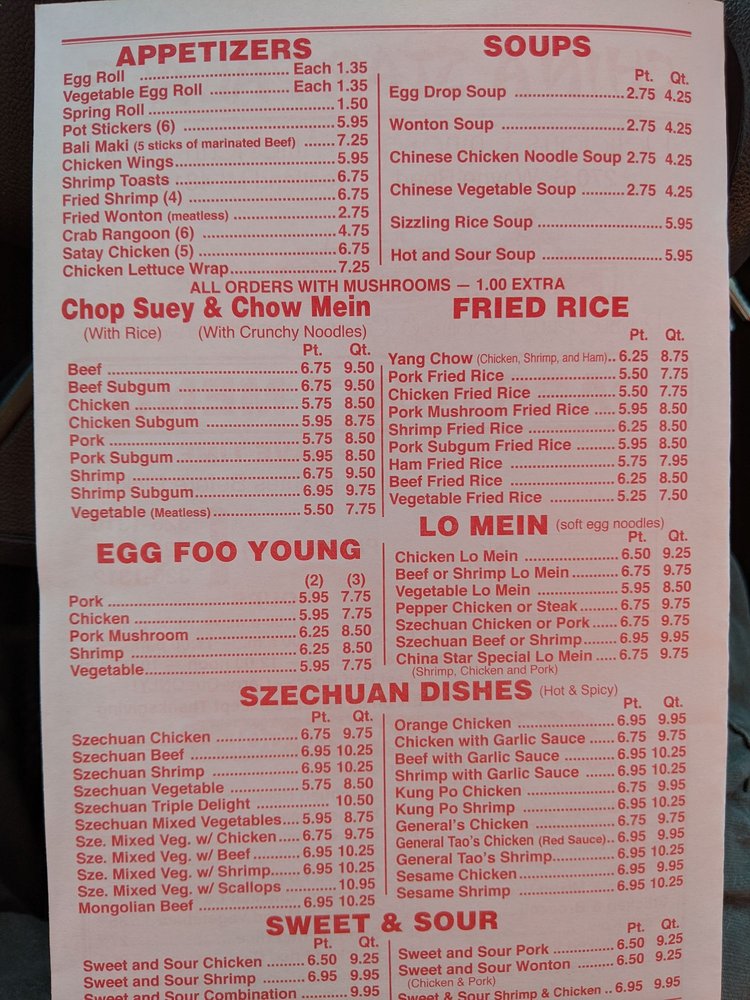 APPETIZERS
Egg Roll ........ Each 1.35
Vegetable Egg Roll ........ Each 1.35
Spring Roll ........ 1.50
Pot Stickers (6) ........ 5.95
Bali Maki (5 sticks of marinated Beef) ........ 7.25
Chicken Wings ........ 5.95
Shrimp Toasts ........ 6.75
Fried Shrimp (4) ........ 6.75
Fried Wonton (meatless) ........ 2.75
Crab Rangoon (6) ........ 4.75
Satay Chicken (5) ........ 6.75
Chicken Lettuce Wrap ........ 7.25
SOUPS
Pt. Qt.
Egg Drop Soup ........ 2.75 4.25
Wonton Soup ........ 2.75 4.25
Chinese Chicken Noodle Soup 2.75 4.25
Chinese Vegetable Soup ........ 2.75 4.25
Sizzling Rice Soup ........ 5.95
Hot and Sour Soup ........ 5.95
ALL ORDERS WITH MUSHROOMS — 1.00 EXTRA
Chop Suey & Chow Mein
(With Rice) (With Crunchy Noodles)
Pt. Qt.
Beef ........ 6.75 9.50
Beef Subgum ........ 6.75 9.50
Chicken ........ 5.75 8.50
Chicken Subgum ........ 5.95 8.75
Pork ........ 5.75 8.50
Pork Subgum ........ 5.95 8.50
Shrimp ........ 6.75 9.50
Shrimp Subgum ........ 6.95 9.75
Vegetable (Meatless) ........ 5.50 7.75
FRIED RICE
Pt. Qt.
Yang Chow (Chicken, Shrimp, and Ham) .. 6.25 8.75
Pork Fried Rice ........ 5.50 7.75
Chicken Fried Rice ........ 5.50 7.75
Pork Mushroom Fried Rice ..... 5.95 8.50
Shrimp Fried Rice ........ 6.25 8.50
Pork Subgum Fried Rice ........ 5.95 8.50
Ham Fried Rice ........ 5.75 7.95
Beef Fried Rice ........ 6.25 8.50
Vegetable Fried Rice ........ 5.25 7.50
EGG FOO YOUNG
(2) (3)
Pork ........ 5.95 7.75
Chicken ........ 5.95 7.75
Pork Mushroom ........ 6.25 8.50
Shrimp ........ 6.25 8.50
Vegetable ........ 5.95 7.75
LO MEIN (soft egg noodles)
Pt. Qt.
Chicken Lo Mein ........ 6.50 9.25
Beef or Shrimp Lo Mein ........ 6.75 9.75
Vegetable Lo Mein ........ 5.95 8.50
Pepper Chicken or Steak ........ 6.75 9.75
Szechuan Chicken or Pork ...... 6.75 9.75
Szechuan Beef or Shrimp ........ 6.95 9.95
China Star Special Lo Mein ..... 6.75 9.75
(Shrimp, Chicken and Pork)
SZECHUAN DISHES (Hot & Spicy)
Pt. Qt.
Szechuan Chicken ........ 6.75 9.75
Szechuan Beef ........ 6.95 10.25
Szechuan Shrimp ........ 6.95 10.25
Szechuan Vegetable ........ 5.75 8.50
Szechuan Triple Delight ........ 10.50
Szechuan Mixed Vegetables .... 5.95 8.75
Sze. Mixed Veg. w/ Chicken .... 6.75 9.75
Sze. Mixed Veg. w/ Beef ........ 6.95 10.25
Sze. Mixed Veg. w/ Shrimp ...... 6.95 10.25
Sze. Mixed Veg. w/ Scallops ........ 10.95
Mongolian Beef ........ 6.95 10.25
Pt. Qt.
Orange Chicken ........ 6.95 9.95
Chicken with Garlic Sauce ...... 6.75 9.75
Beef with Garlic Sauce ........ 6.95 10.25
Shrimp with Garlic Sauce ...... 6.95 10.25
Kung Po Chicken ........ 6.75 9.95
Kung Po Shrimp ........ 6.95 10.25
General's Chicken ........ 6.75 9.75
General Tao's Chicken (Red Sauce) .. 6.95 9.95
General Tao's Shrimp ........ 6.95 10.25
Sesame Chicken ........ 6.95 9.95
Sesame Shrimp ........ 6.95 10.25
SWEET & SOUR
Pt. Qt.
Sweet and Sour Chicken ........ 6.50 9.25
Sweet and Sour Shrimp ........ 6.95 9.95
Sweet and Sour Combination ........ 9.95
Pt. Qt.
Sweet and Sour Pork ........ 6.50 9.25
Sweet and Sour Wonton ........ 6.50 9.25
(Chicken & Pork)
Sweet & Sour Shrimp & Chicken .. 6.95 9.95